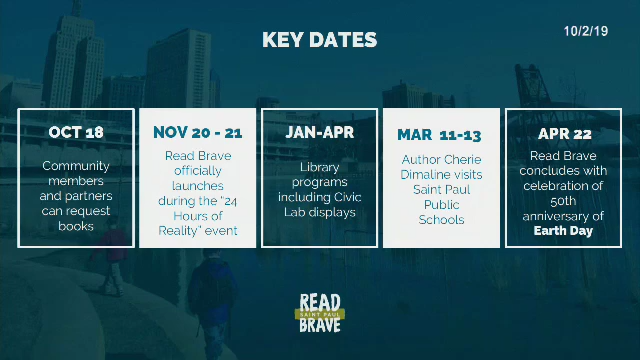 10/2/19
KEY DATES
OCT 18
Community
members
and partners
can request
books
NOV 20 - 21
Read Brave
officially
launches
during the "24
Hours of
Reality" event
JAN-APR
Library
programs
including Civic
Lab displays
MAR 11-13
Author Cherie
Dimaline visits
Saint Paul
Public
Schools
APR 22
Read Brave
concludes with
celebration of
50th
anniversary of
Earth Day
READ
SAINT PAUL
BRAVE